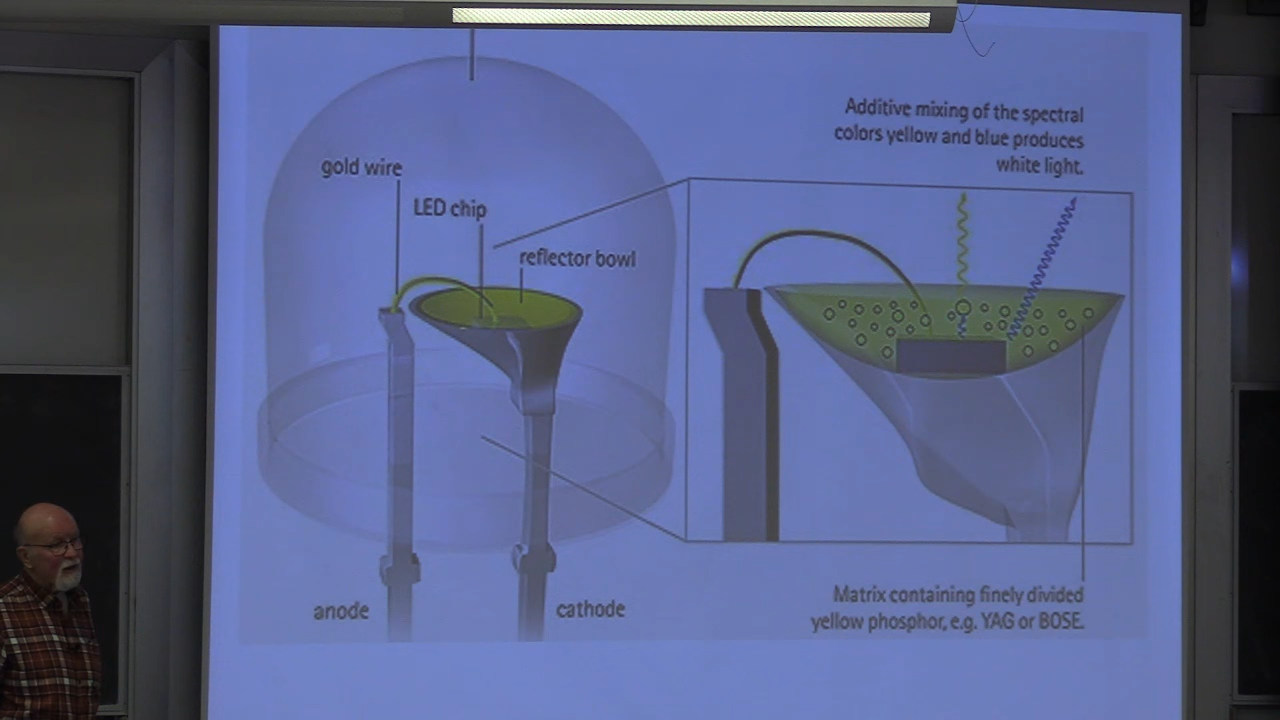 gold wire
LED chip
reflector bowl
anode
cathode
Additive mixing of the spectral
colors yellow and blue produces
white light.
Matrix containing finely divided
yellow phosphor, e.g. YAG or BOSE.